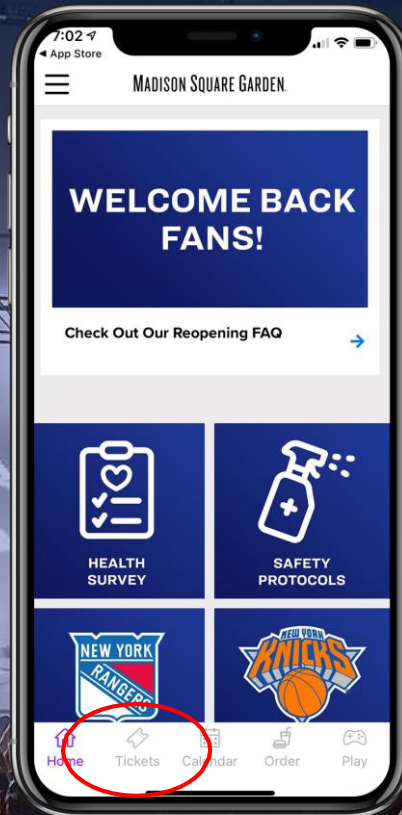 7:02
◀ App Store
MADISON SQUARE GARDEN.
WELCOME BACK
FANS!
Check Out Our Reopening FAQ
HEALTH
SURVEY
SAFETY
PROTOCOLS
NEW YORK
RANGERS
NEW YORK
KNICKS
Home Tickets Calendar Order Play